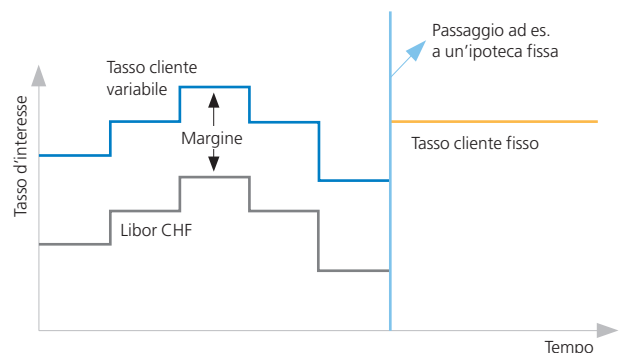 Passaggio ad es.
a un'ipoteca fissa
Tasso cliente
variabile
Tasso d'interesse
Margine
Tasso cliente fisso
Libor CHF
Tempo